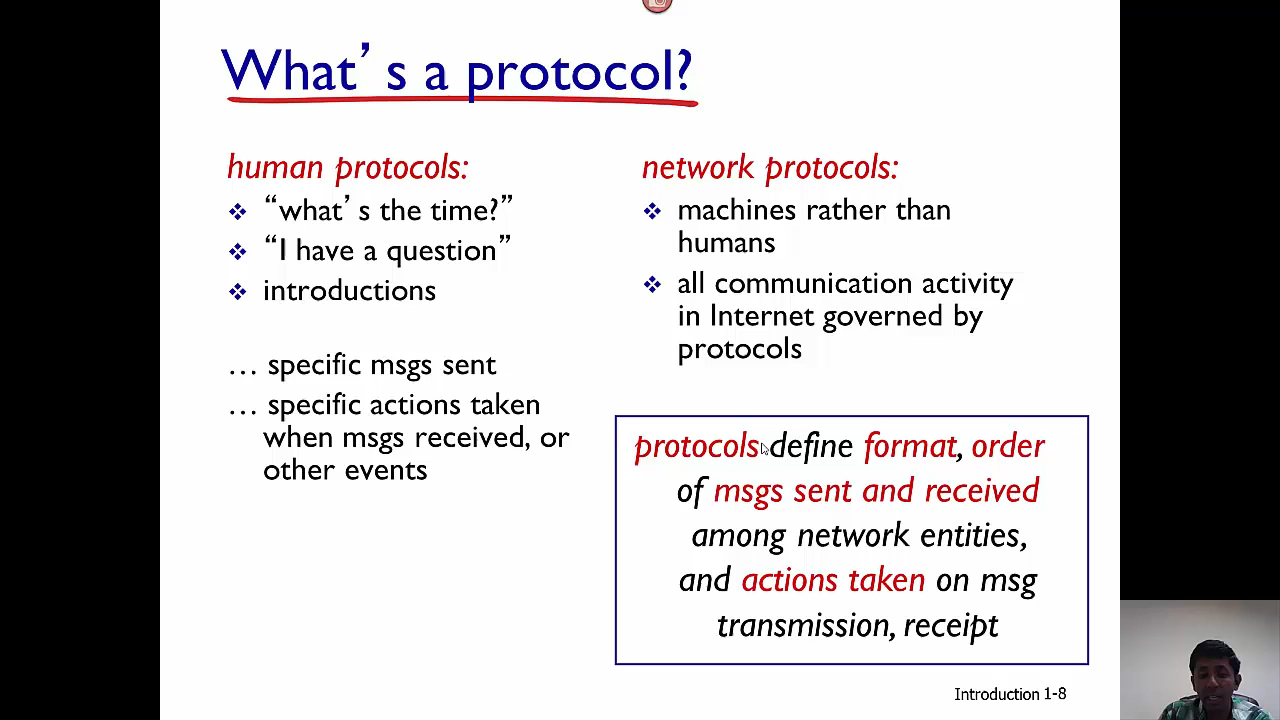 What's a protocol?
human protocols:
“what's the time?”
“I have a question”
introductions
… specific msgs sent
… specific actions taken
when msgs received, or
other events
network protocols:
machines rather than
humans
all communication activity
in Internet governed by
protocols
protocols define format, order
of msgs sent and received
among network entities,
and actions taken on msg
transmission, receipt
Introduction 1-8